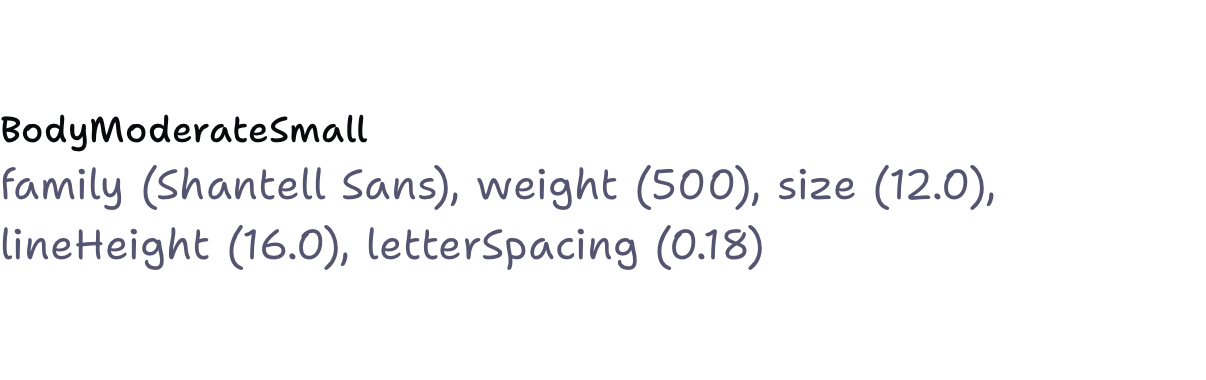 BodyModerateSmall
family (Shantell Sans), weight (500), size (12.0),
lineHeight (16.0), letterSpacing (0.18)